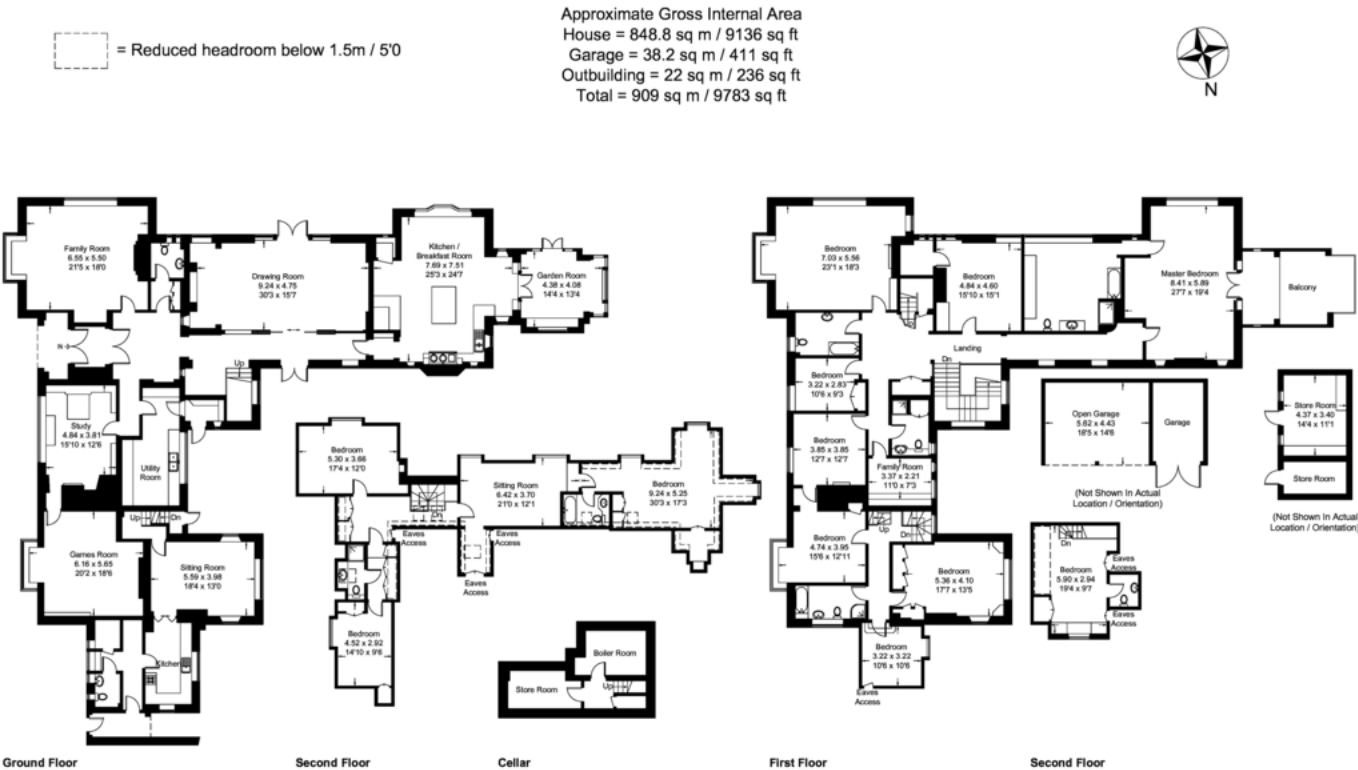 Approximate Gross Internal Area
House = 848.8 sq m / 9136 sq ft
Garage = 38.2 sq m / 411 sq ft
Outbuilding = 22 sq m / 236 sq ft
Total = 909 sq m / 9783 sq ft
= Reduced headroom below 1.5m / 5'0
N
Family Room
6.55 x 5.50
21'5 x 18'0
Drawing Room
9.24 x 4.75
30'3 x 15'7
Kitchen /
Breakfast Room
7.69 x 7.51
25'3 x 24'7
Garden Room
4.38 x 4.08
14'4 x 13'4
IN
Up
Study
4.84 x 3.81
15'10 x 12'6
Utility
Room
Up
Dn
Games Room
6.16 x 5.65
20'2 x 18'6
Sitting Room
5.59 x 3.98
18'4 x 13'0
Kitchen
Ground Floor
Bedroom
5.30 x 3.66
17'4 x 12'0
Dn
Sitting Room
6.42 x 3.70
21'0 x 12'1
Bedroom
9.24 x 5.25
30'3 x 17'3
Eaves
Access
Eaves
Access
Eaves
Access
Bedroom
4.52 x 2.92
14'10 x 9'6
Second Floor
Boiler Room
Store Room
Up
Cellar
Bedroom
7.03 x 5.56
23'1 x 18'3
Bedroom
4.84 x 4.60
15'10 x 15'1
Master Bedroom
8.41 x 5.89
27'7 x 19'4
Balcony
Landing
Dn
Bedroom
3.22 x 2.83
10'6 x 9'3
Bedroom
3.85 x 3.85
12'7 x 12'7
Family Room
3.37 x 2.21
11'0 x 7'3
Up
Dn
Bedroom
4.74 x 3.95
15'6 x 12'11
Bedroom
5.36 x 4.10
17'7 x 13'5
Bedroom
3.22 x 3.22
10'6 x 10'6
Eaves
Access
First Floor
Open Garage
5.62 x 4.43
18'5 x 14'6
Garage
(Not Shown In Actual
Location / Orientation)
Store Room
4.37 x 3.40
14'4 x 11'1
Store Room
(Not Shown In Actual
Location / Orientation)
Dn
Bedroom
5.90 x 2.94
19'4 x 9'7
Eaves
Access
Eaves
Access
Second Floor